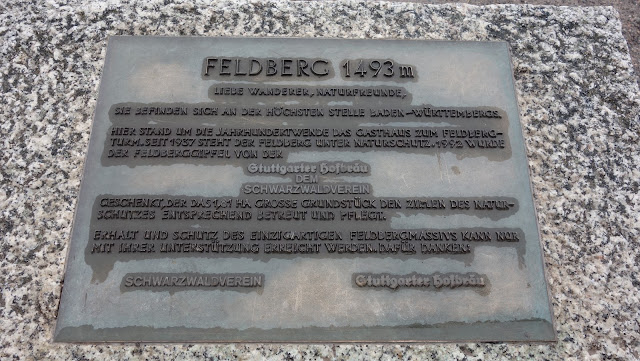 FELDBERG 1493 m
LIEBE WANDERER, NATURFREUNDE,
SIE BEFINDEN SICH AN DER HÖCHSTEN STELLE BADEN-WÜRTTEMBERGS.
HIER STAND UM DIE JAHRHUNDERTWENDE DAS GASTHAUS ZUM FELDBERG-
TURM. SEIT 1937 STEHT DER FELDBERG UNTER NATURSCHUTZ. 1992 WURDE
DER FELDBERGGIPFEL VON DER
Stuttgarter Hofbräu
DEM
SCHWARZWALDVEREIN
GESCHENKT, DER DAS 1,1 HA GROSSE GRUNDSTÜCK DEN ZIELEN DES NATUR-
SCHUTZES ENTSPRECHEND BETREUT UND PFLEGT.
ERHALT UND SCHUTZ DES EINZIGARTIGEN FELDBERGMASSIVS KANN NUR
MIT IHRER UNTERSTÜTZUNG ERREICHT WERDEN. DAFÜR DANKEN:
SCHWARZWALDVEREIN Stuttgarter Hofbräu